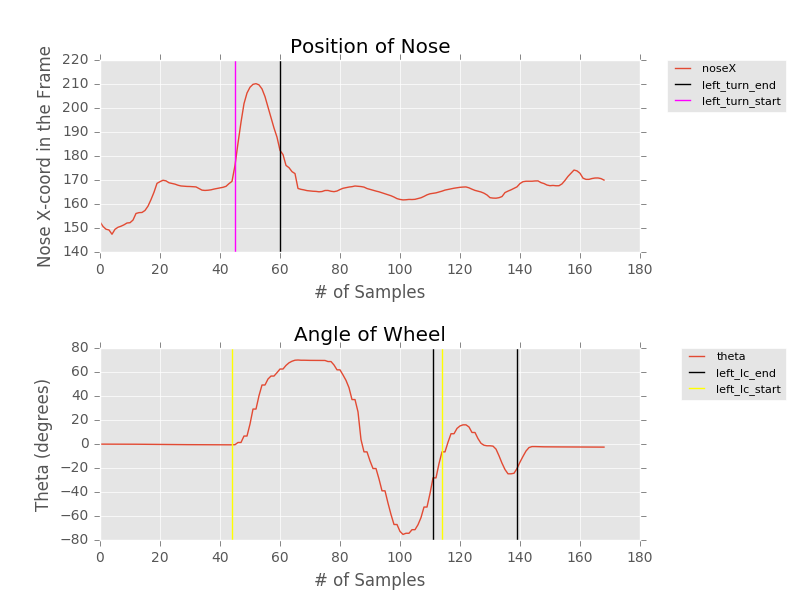 Position of Nose
Nose X-coord in the Frame
220
210
200
190
180
170
160
150
140
0 20 40 60 80 100 120 140 160 180
# of Samples
noseX
left_turn_end
left_turn_start
Angle of Wheel
Theta (degrees)
80
60
40
20
0
−20
−40
−60
−80
0 20 40 60 80 100 120 140 160 180
# of Samples
theta
left_lc_end
left_lc_start